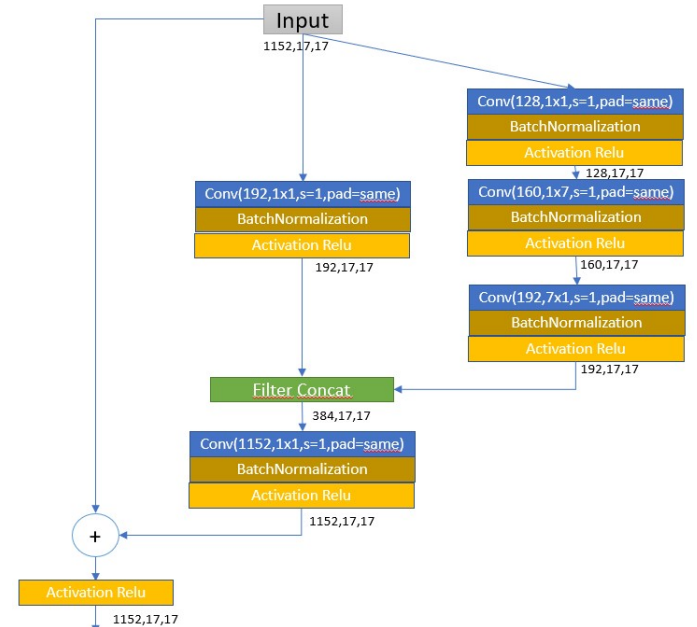 Input
1152,17,17
Conv(128,1x1,s=1,pad=same)
BatchNormalization
Activation Relu
128,17,17
Conv(192,1x1,s=1,pad=same)
BatchNormalization
Activation Relu
192,17,17
Conv(160,1x7,s=1,pad=same)
BatchNormalization
Activation Relu
160,17,17
Conv(192,7x1,s=1,pad=same)
BatchNormalization
Activation Relu
192,17,17
Filter Concat
384,17,17
Conv(1152,1x1,s=1,pad=same)
BatchNormalization
Activation Relu
1152,17,17
+
Activation Relu
1152,17,17